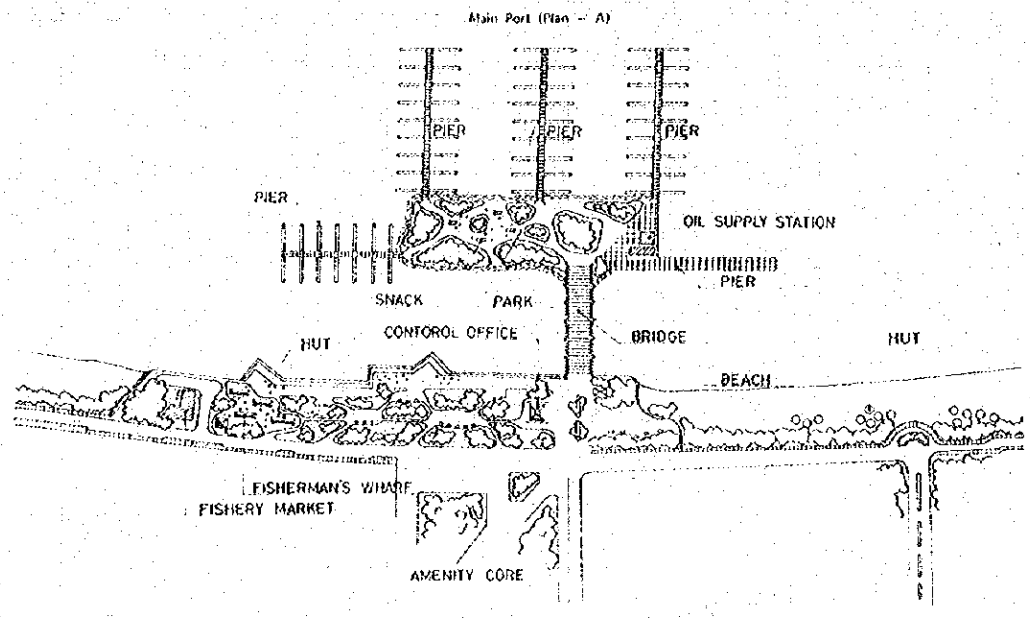 Main Port (Plan - A)
PIER
PIER
PIER
PIER
OIL SUPPLY STATION
PIER
SNACK
PARK
HUT
CONTOROL OFFICE
BRIDGE
HUT
BEACH
FISHERMAN'S WHARF
FISHERY MARKET
AMENITY CORE